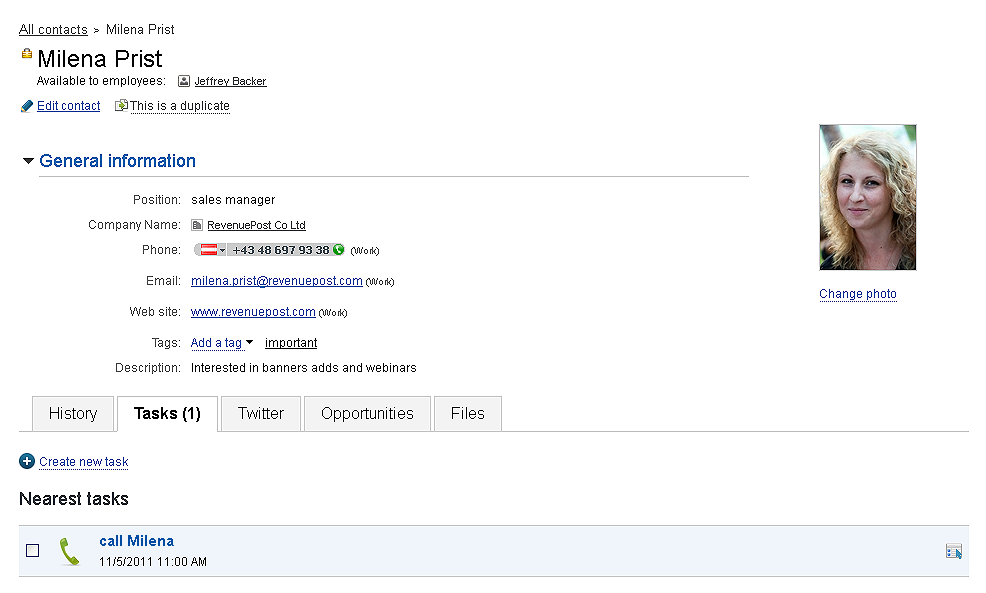 All contacts > Milena Prist
Milena Prist
Available to employees: Jeffrey Backer
Edit contact This is a duplicate
General information
Position: sales manager
Company Name: RevenuePost Co Ltd
Phone: +43 48 697 93 38 (Work)
Email: milena.prist@revenuepost.com (Work)
Change photo
Web site: www.revenuepost.com (Work)
Tags: Add a tag important
Description: Interested in banners adds and webinars
History Tasks (1) Twitter Opportunities Files
Create new task
Nearest tasks
call Milena
11/5/2011 11:00 AM